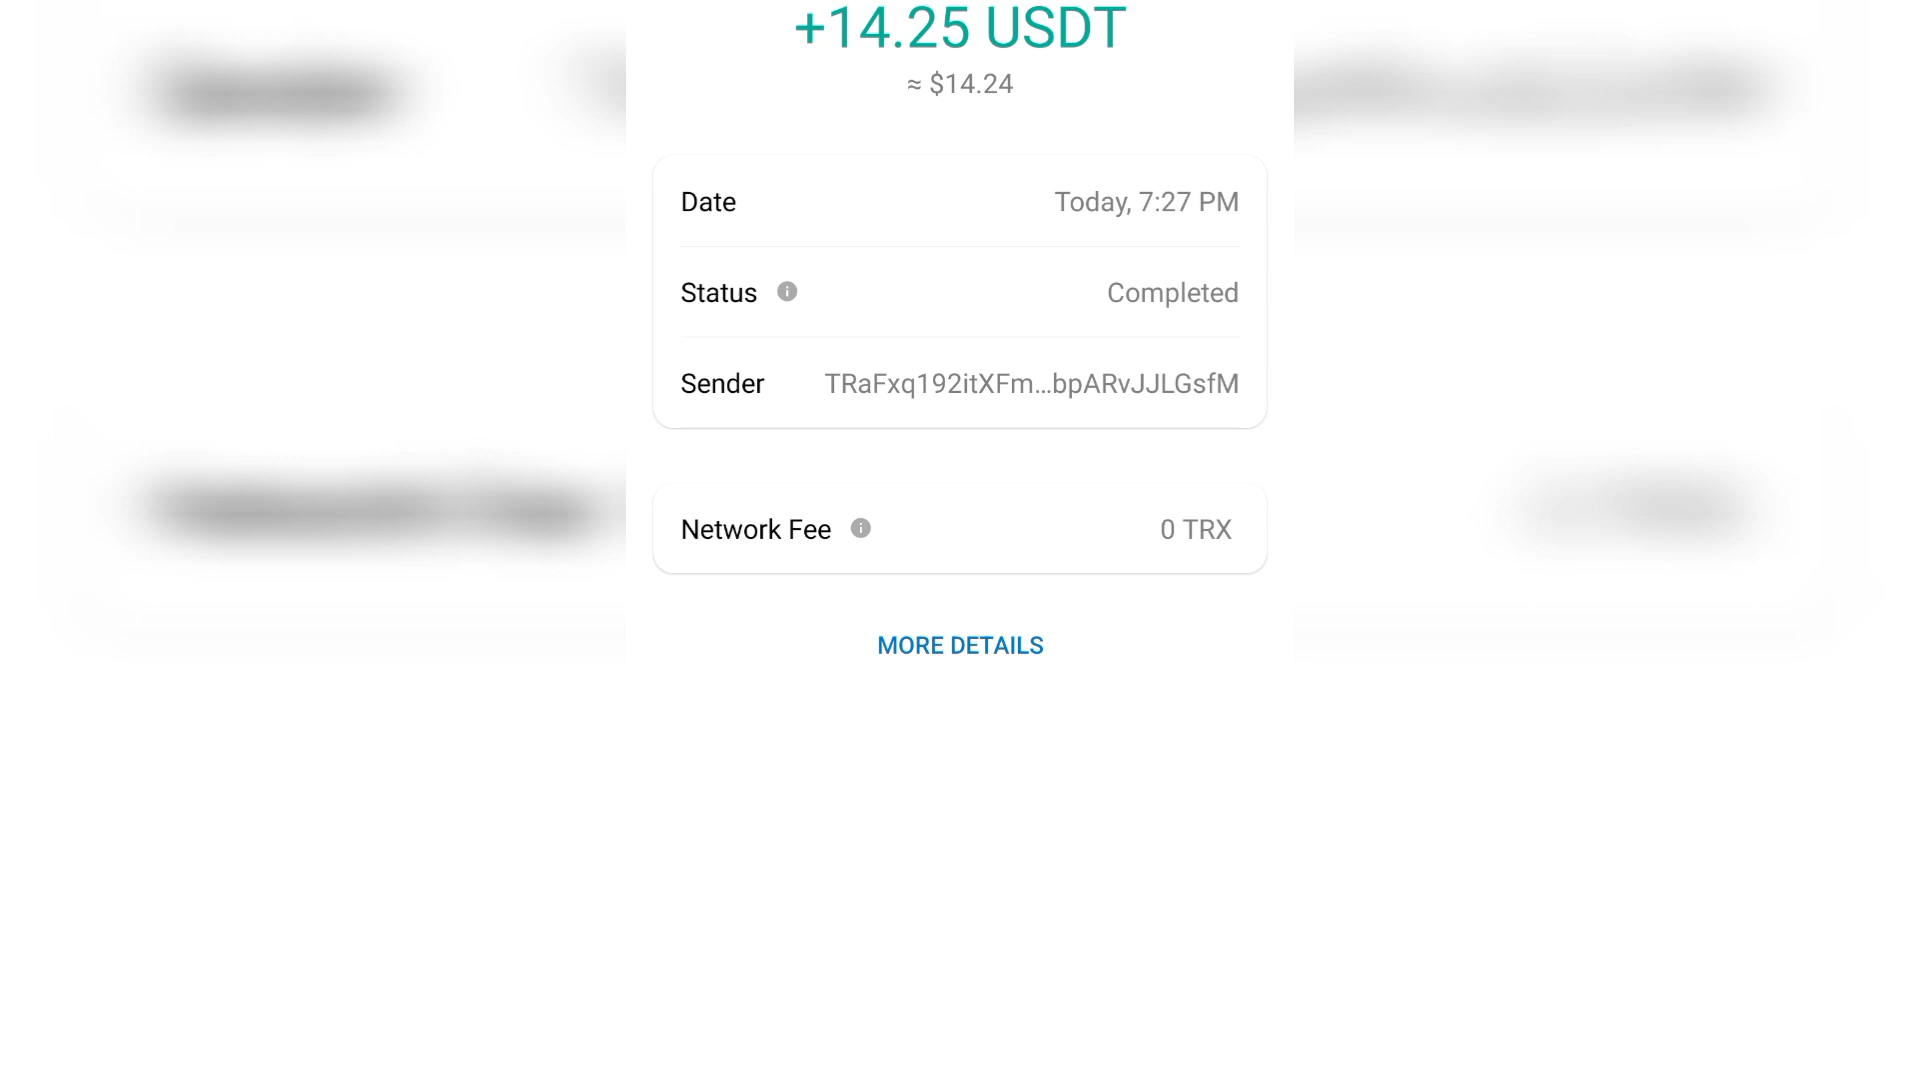 +14.25 USDT
≈ $14.24
Date Today, 7:27 PM
Status Completed
Sender TRaFxq192itXFm...bpARvJJLGsfM
Network Fee 0 TRX
MORE DETAILS